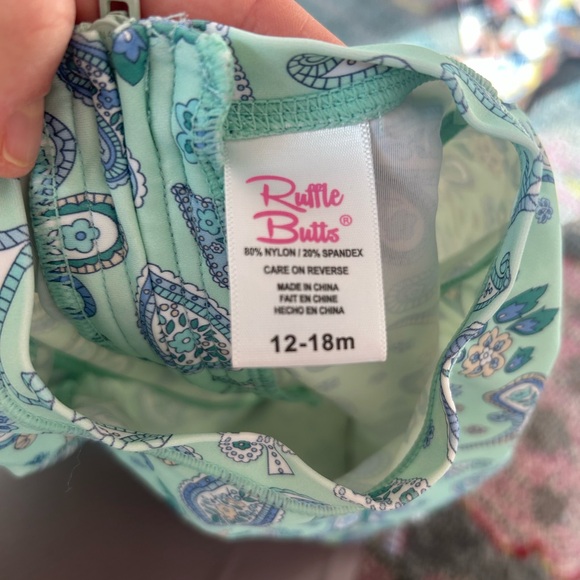 Ruffle
Butts®
80% NYLON / 20% SPANDEX
CARE ON REVERSE
MADE IN CHINA
FAIT EN CHINE
HECHO EN CHINA
12-18m